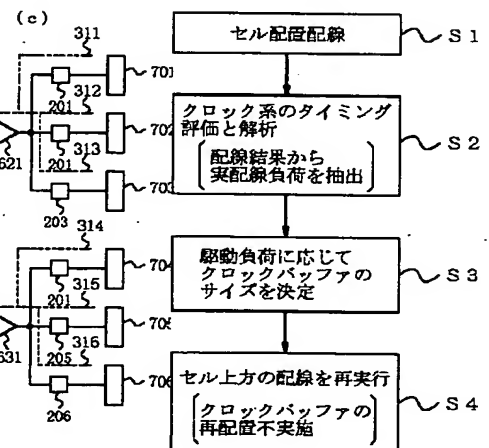 (c)
311
701
201
312
702
621
201
313
703
203
314
704
201
315
705
631
205
316
706
206
セル配置配線
S1
クロック系のタイミング
評価と解析
配線結果から
実配線負荷を抽出
S2
駆動負荷に応じて
クロックバッファの
サイズを決定
S3
セル上方の配線を再実行
クロックバッファの
再配置不実施
S4